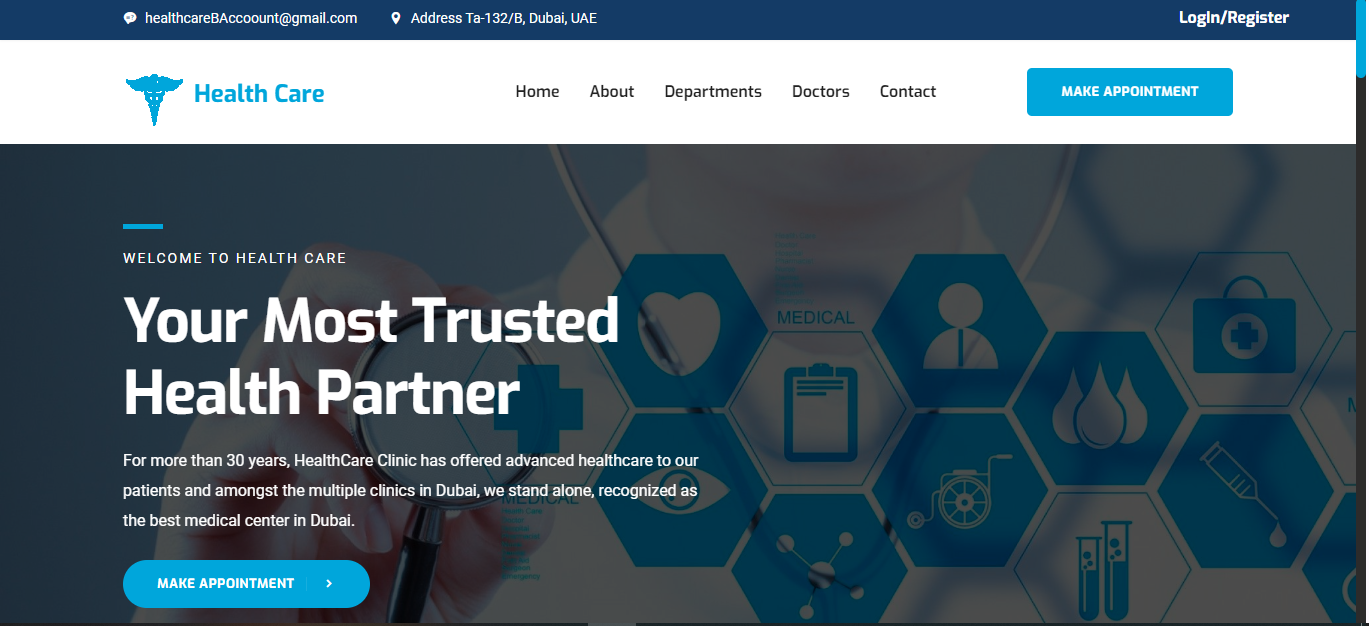 healthcareBAccoount@gmail.com
Address Ta-132/B, Dubai, UAE
LogIn/Register
Health Care
Home
About
Departments
Doctors
Contact
MAKE APPOINTMENT
WELCOME TO HEALTH CARE
Your Most Trusted
Health Partner
For more than 30 years, HealthCare Clinic has offered advanced healthcare to our
patients and amongst the multiple clinics in Dubai, we stand alone, recognized as
the best medical center in Dubai.
MAKE APPOINTMENT
MEDICAL
MEDICAL
Health Care